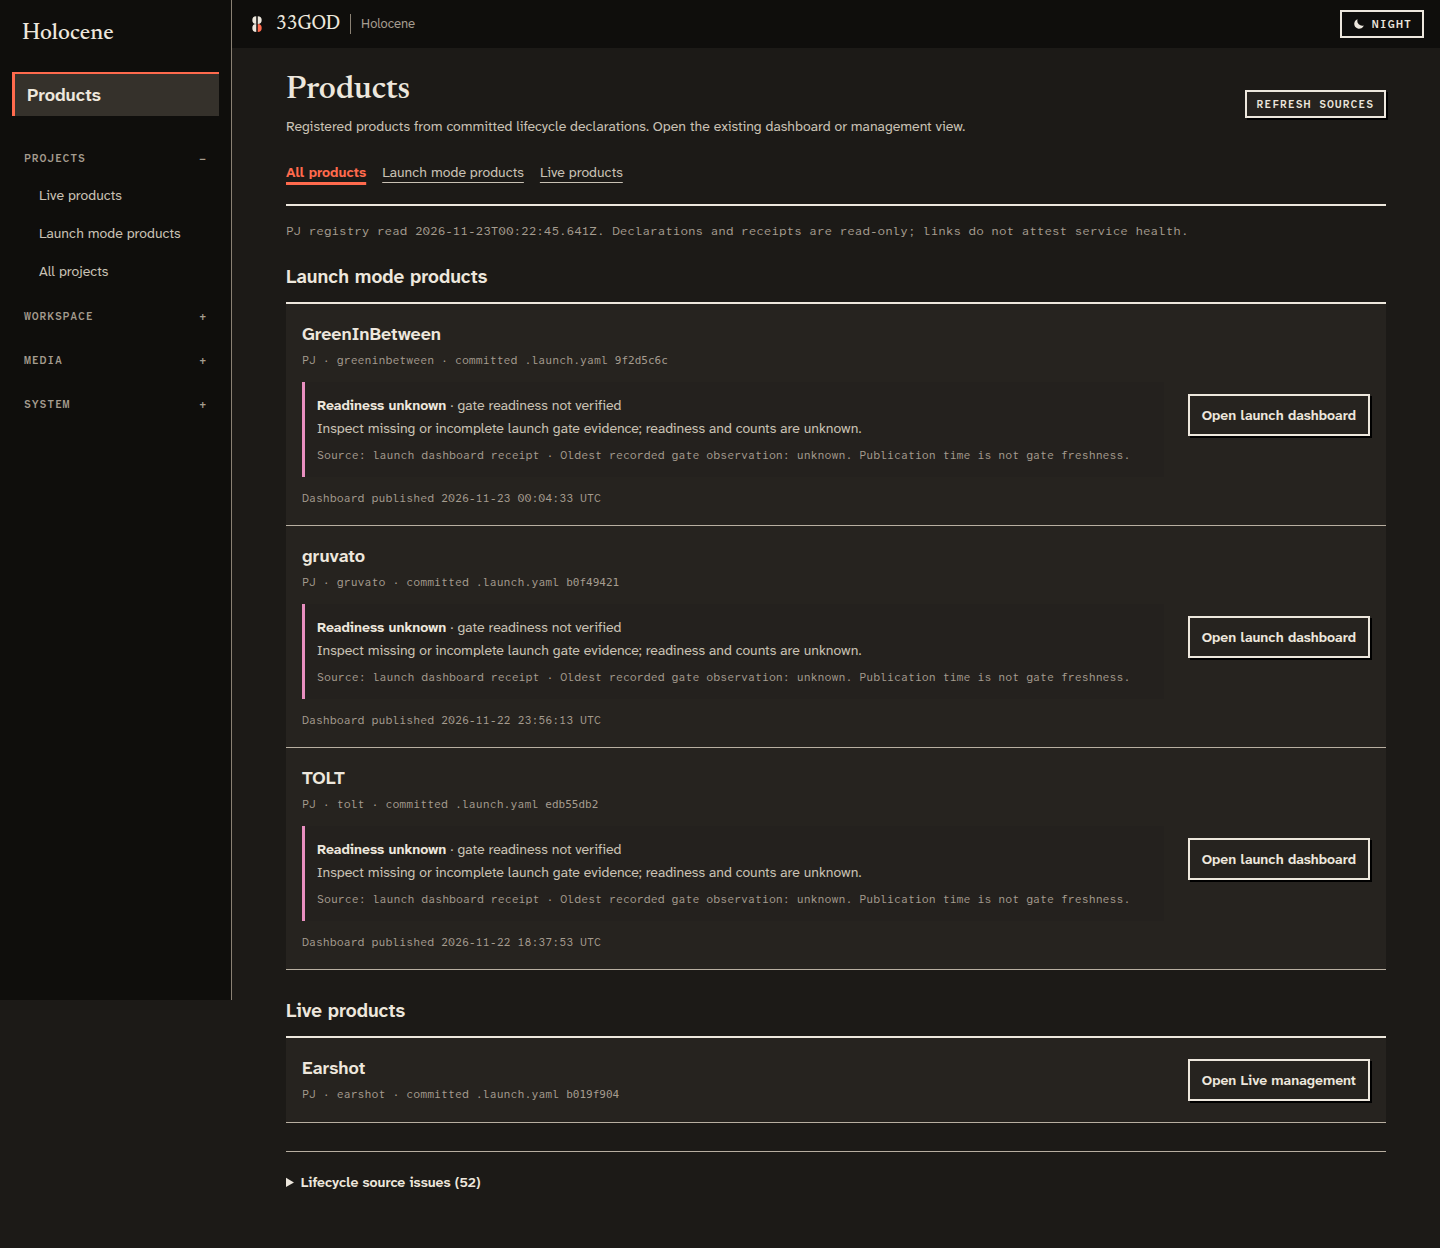 Holocene
33GOD
Holocene
NIGHT
Products
PROJECTS −
Live products
Launch mode products
All projects
WORKSPACE +
MEDIA +
SYSTEM +
Products
Registered products from committed lifecycle declarations. Open the existing dashboard or management view.
REFRESH SOURCES
All products
Launch mode products
Live products
PJ registry read 2026-11-23T00:22:45.641Z. Declarations and receipts are read-only; links do not attest service health.
Launch mode products
GreenInBetween
PJ · greeninbetween · committed .launch.yaml 9f2d5c6c
Readiness unknown · gate readiness not verified
Inspect missing or incomplete launch gate evidence; readiness and counts are unknown.
Source: launch dashboard receipt · Oldest recorded gate observation: unknown. Publication time is not gate freshness.
Dashboard published 2026-11-23 00:04:33 UTC
Open launch dashboard
gruvato
PJ · gruvato · committed .launch.yaml b0f49421
Readiness unknown · gate readiness not verified
Inspect missing or incomplete launch gate evidence; readiness and counts are unknown.
Source: launch dashboard receipt · Oldest recorded gate observation: unknown. Publication time is not gate freshness.
Dashboard published 2026-11-22 23:56:13 UTC
Open launch dashboard
TOLT
PJ · tolt · committed .launch.yaml edb55db2
Readiness unknown · gate readiness not verified
Inspect missing or incomplete launch gate evidence; readiness and counts are unknown.
Source: launch dashboard receipt · Oldest recorded gate observation: unknown. Publication time is not gate freshness.
Dashboard published 2026-11-22 18:37:53 UTC
Open launch dashboard
Live products
Earshot
PJ · earshot · committed .launch.yaml b019f904
Open Live management
Lifecycle source issues (52)